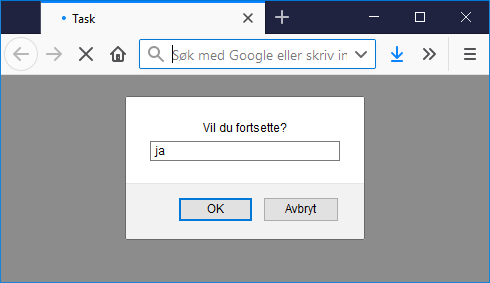 Task
Søk med Google eller skriv in
Vil du fortsette?
ja
OK
Avbryt